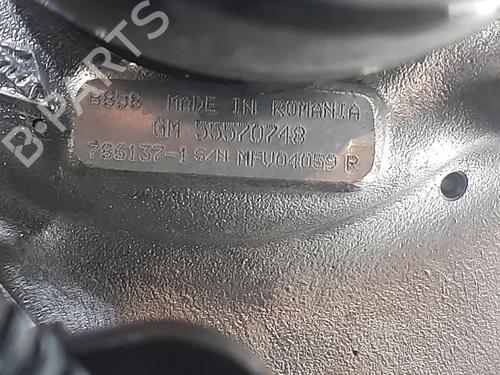 B-PARTS
8858 MADE IN ROMANIA
GM 55570748
786137-1 S/N MFV04059 R